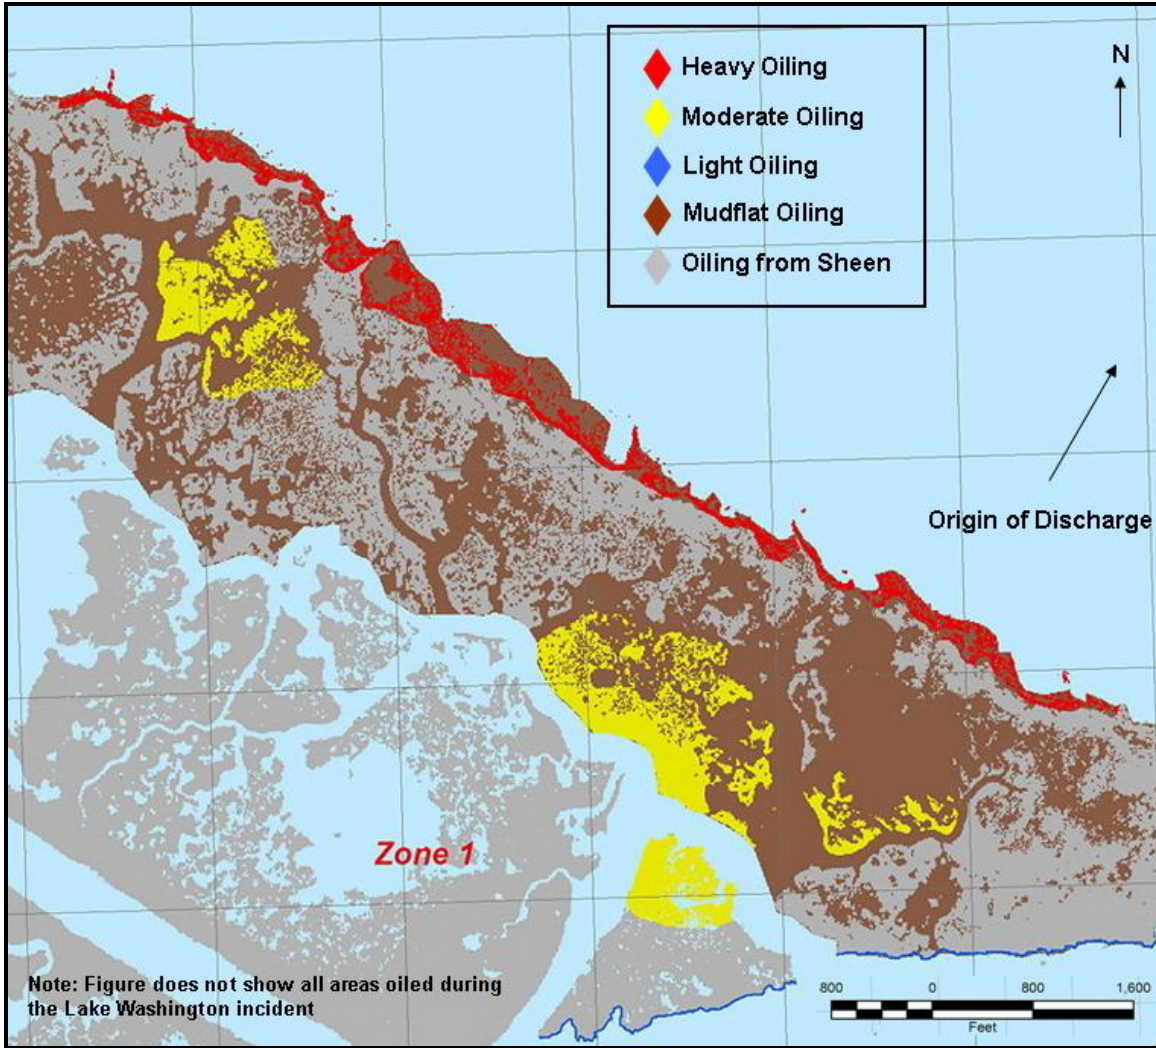 Heavy Oiling
Moderate Oiling
Light Oiling
Mudflat Oiling
Oiling from Sheen
N
Origin of Discharge
Zone 1
Note: Figure does not show all areas oiled during
the Lake Washington incident
800 0 800 1,600
Feet